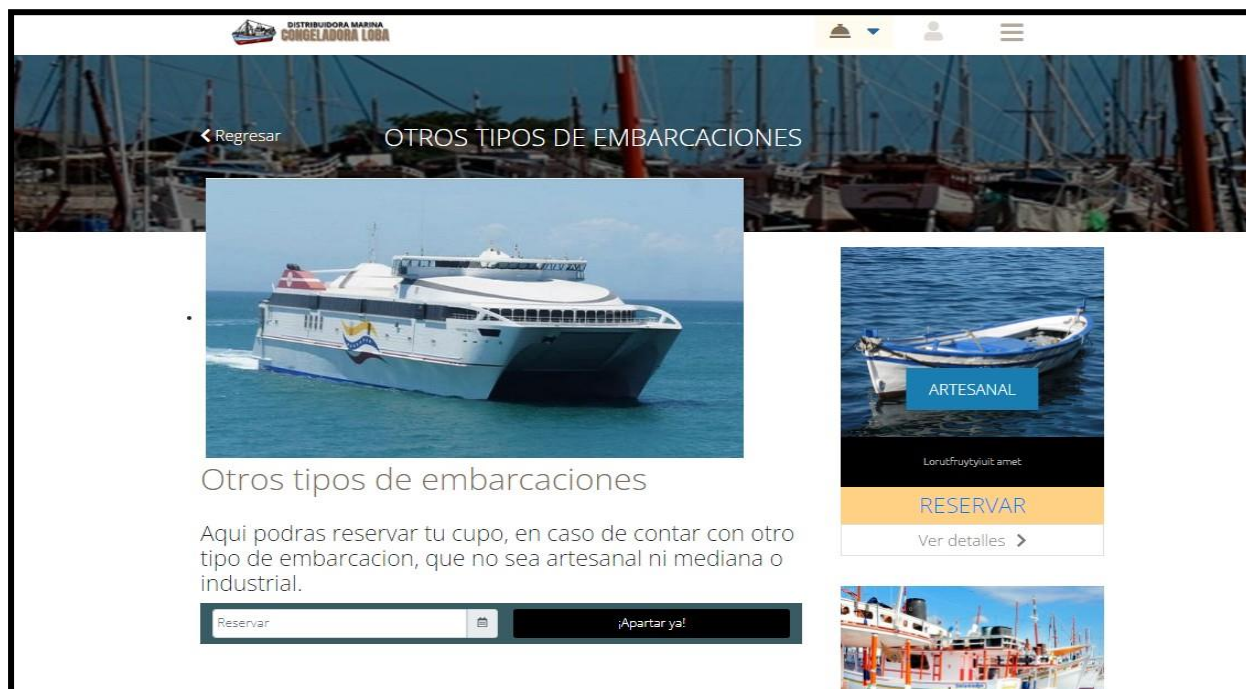 DISTRIBUIDORA MARINA
CONGELADORA LOBA
Regresar
OTROS TIPOS DE EMBARCACIONES
Otros tipos de embarcaciones
Aqui podras reservar tu cupo, en caso de contar con otro
tipo de embarcacion, que no sea artesanal ni mediana o
industrial.
Reservar
¡Apartar ya!
ARTESANAL
Lorutfruytyiuit amet
RESERVAR
Ver detalles